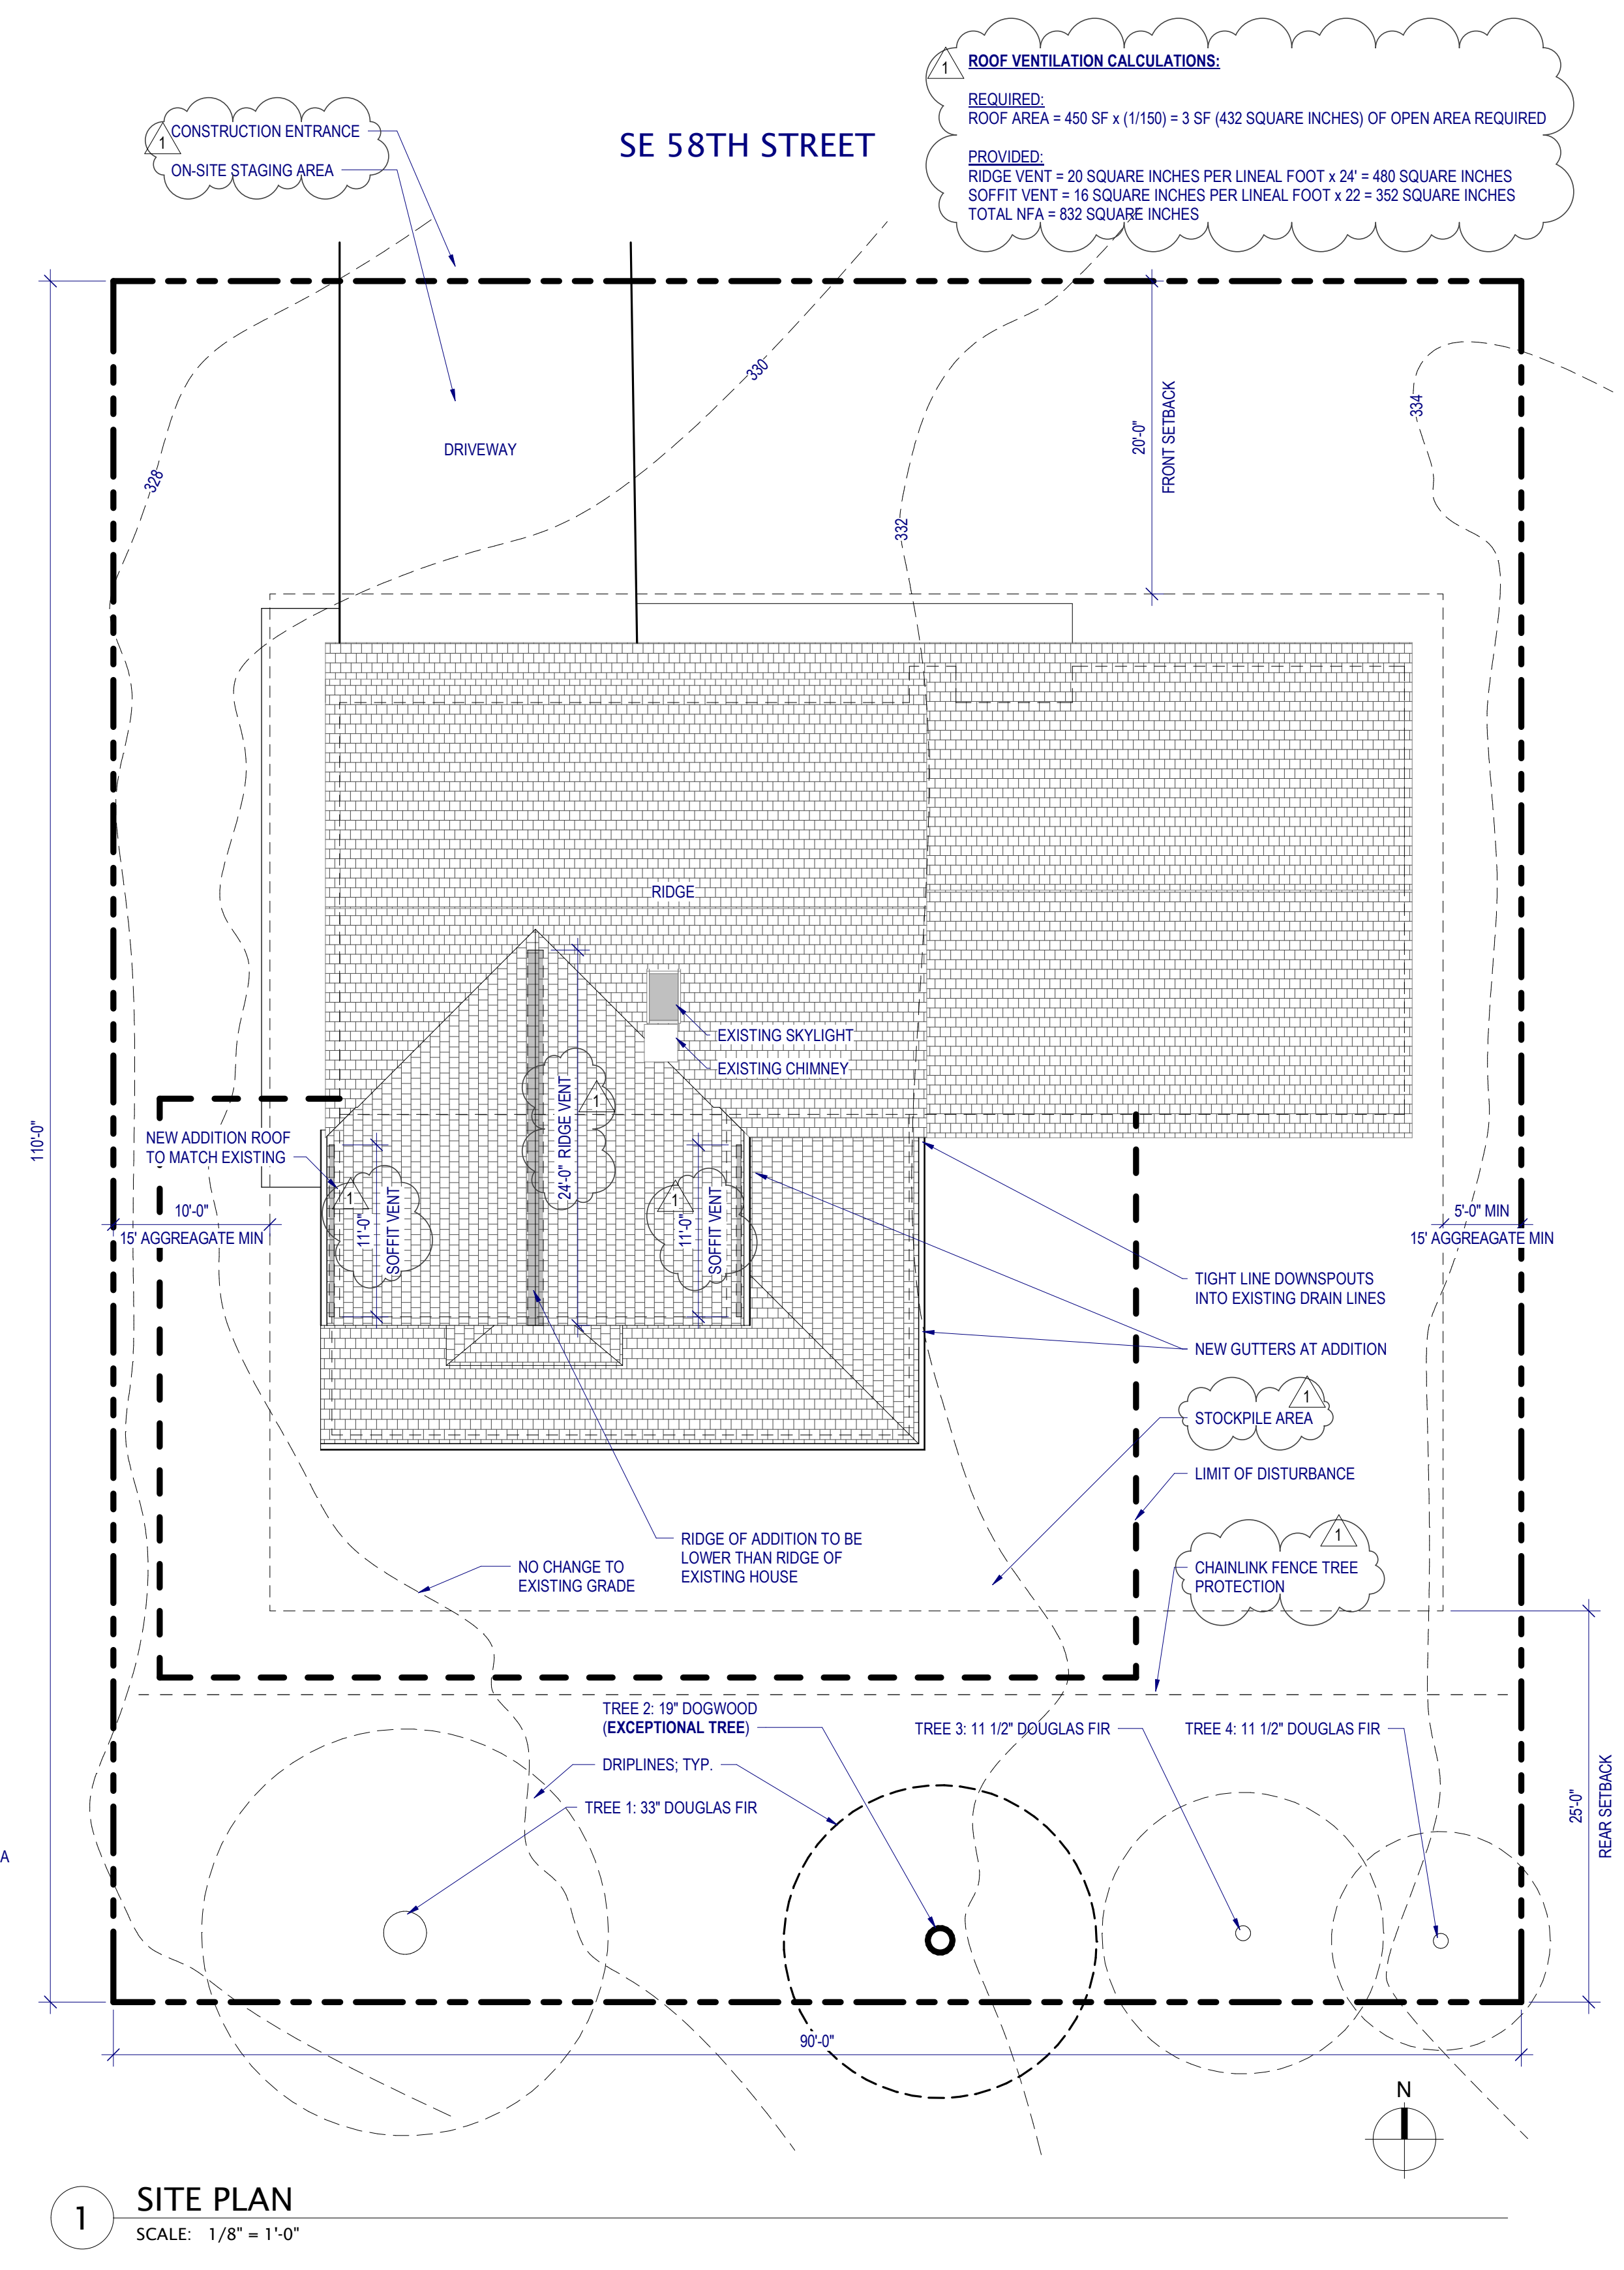 1
ROOF VENTILATION CALCULATIONS:
REQUIRED:
ROOF AREA = 450 SF x (1/150) = 3 SF (432 SQUARE INCHES) OF OPEN AREA REQUIRED
PROVIDED:
RIDGE VENT = 20 SQUARE INCHES PER LINEAL FOOT x 24' = 480 SQUARE INCHES
SOFFIT VENT = 16 SQUARE INCHES PER LINEAL FOOT x 22 = 352 SQUARE INCHES
TOTAL NFA = 832 SQUARE INCHES
1
CONSTRUCTION ENTRANCE
ON-SITE STAGING AREA
SE 58TH STREET
328
330
332
334
DRIVEWAY
20'-0"
FRONT SETBACK
110'-0"
RIDGE
EXISTING SKYLIGHT
EXISTING CHIMNEY
24'-0" RIDGE VENT
1
NEW ADDITION ROOF
TO MATCH EXISTING
1
11'-0"
SOFFIT VENT
1
11'-0"
SOFFIT VENT
10'-0"
15' AGGREAGATE MIN
5'-0" MIN
15' AGGREAGATE MIN
TIGHT LINE DOWNSPOUTS
INTO EXISTING DRAIN LINES
NEW GUTTERS AT ADDITION
1
STOCKPILE AREA
LIMIT OF DISTURBANCE
1
CHAINLINK FENCE TREE
PROTECTION
RIDGE OF ADDITION TO BE
LOWER THAN RIDGE OF
EXISTING HOUSE
NO CHANGE TO
EXISTING GRADE
TREE 2: 19" DOGWOOD
(EXCEPTIONAL TREE)
TREE 3: 11 1/2" DOUGLAS FIR
TREE 4: 11 1/2" DOUGLAS FIR
DRIPLINES; TYP.
TREE 1: 33" DOUGLAS FIR
25'-0"
REAR SETBACK
A
90'-0"
N
1
SITE PLAN
SCALE: 1/8" = 1'-0"